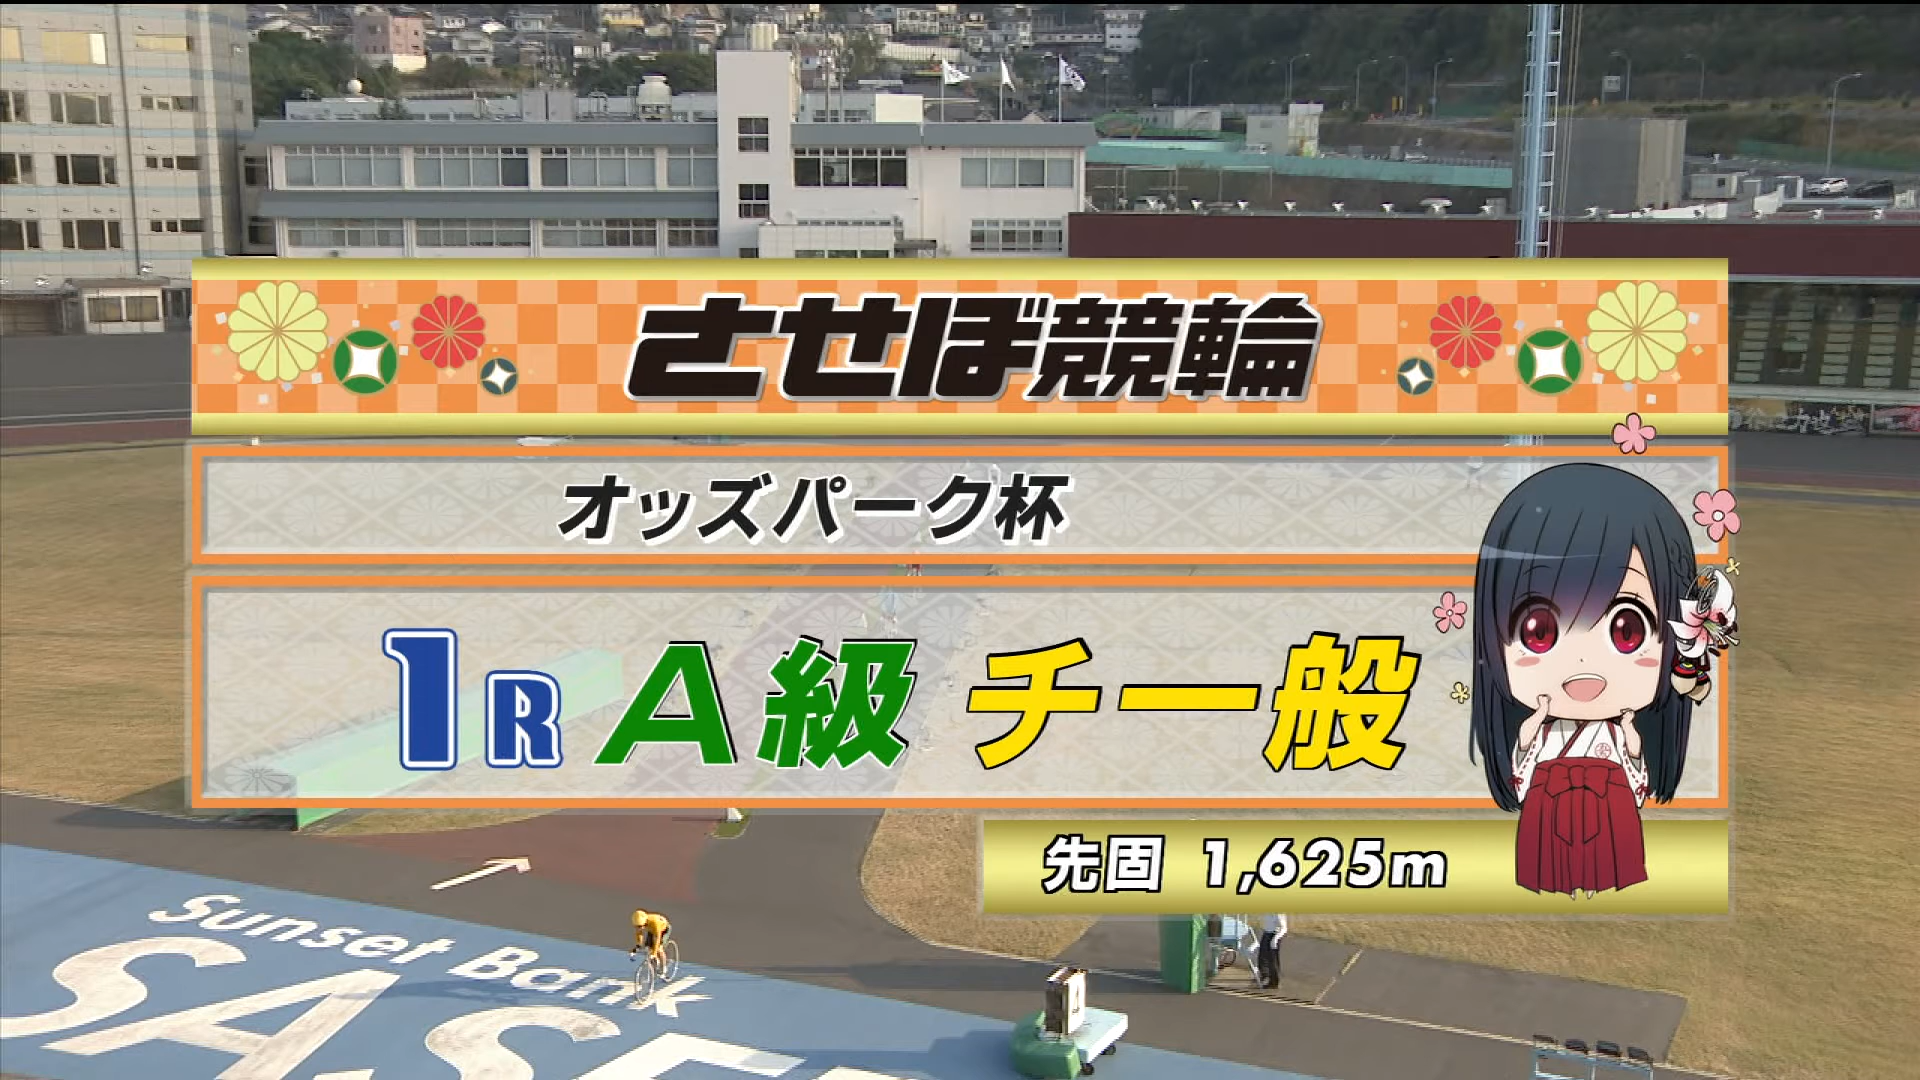 させぼ競輪
オッズパーク杯
1R A級 チ一般
先固 1,625m
Sunset Bank
SASE